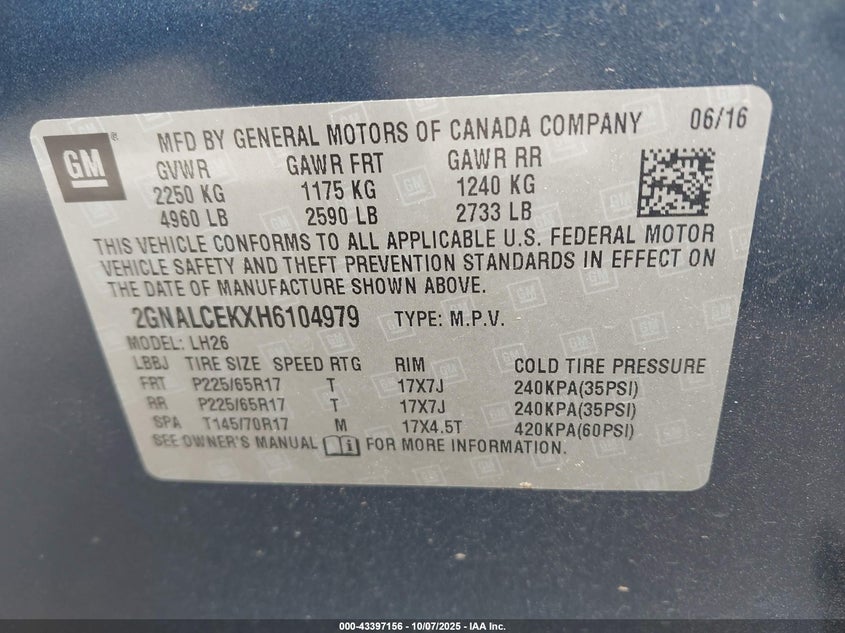 GM ® MFD BY GENERAL MOTORS OF CANADA COMPANY 06/16
GVWR GAWR FRT GAWR RR
2250 KG 1175 KG 1240 KG
4960 LB 2590 LB 2733 LB
THIS VEHICLE CONFORMS TO ALL APPLICABLE U.S. FEDERAL MOTOR
VEHICLE SAFETY AND THEFT PREVENTION STANDARDS IN EFFECT ON
THE DATE OF MANUFACTURE SHOWN ABOVE.
2GNALCEKXH6104979 TYPE: M.P.V.
MODEL: LH26
LBBJ TIRE SIZE SPEED RTG RIM COLD TIRE PRESSURE
FRT P225/65R17 T 17X7J 240KPA(35PSI)
RR P225/65R17 T 17X7J 240KPA(35PSI)
SPA T145/70R17 M 17X4.5T 420KPA(60PSI)
SEE OWNER'S MANUAL i FOR MORE INFORMATION.
000-43397156 - 10/07/2025 - IAA Inc.